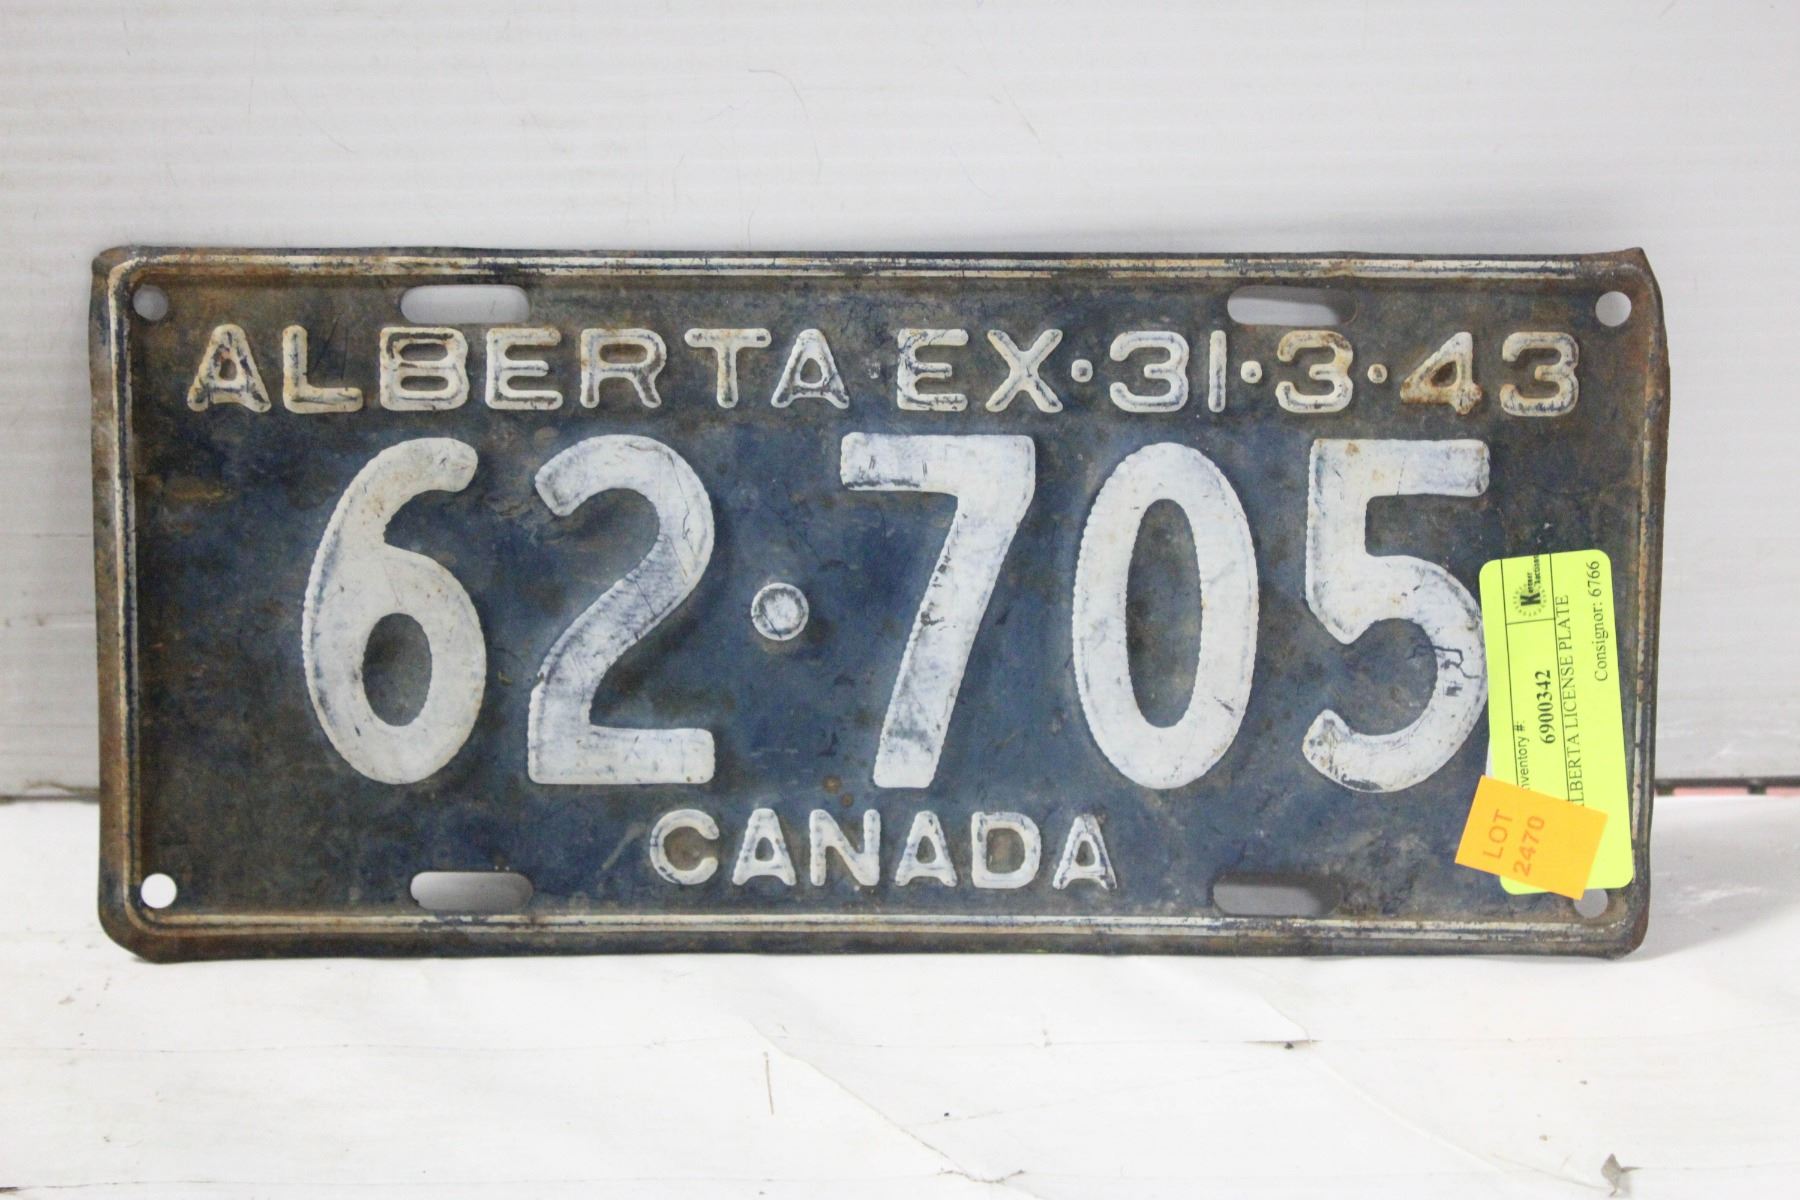 ALBERTA·EX·31·3·43
62·705
CANADA
Inventory #:
6900342
ALBERTA LICENSE PLATE
Consignor: 6766
LOT
2470